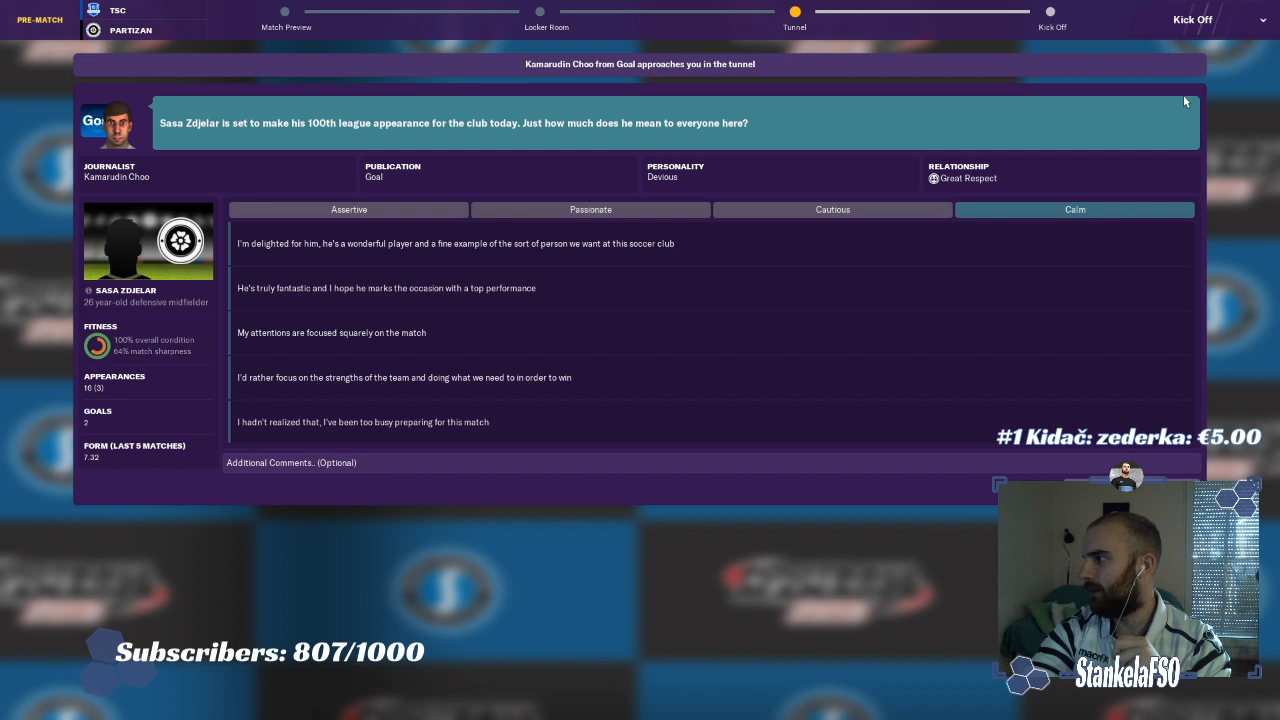 PRE-MATCH
TSC
PARTIZAN
Match Preview
Locker Room
Tunnel
Kick Off
Kick Off
Kamarudin Choo from Goal approaches you in the tunnel
Goa
Sasa Zdjelar is set to make his 100th league appearance for the club today. Just how much does he mean to everyone here?
JOURNALIST
Kamarudin Choo
PUBLICATION
Goal
PERSONALITY
Devious
RELATIONSHIP
Great Respect
Assertive
Passionate
Cautious
Calm
I'm delighted for him, he's a wonderful player and a fine example of the sort of person we want at this soccer club
He's truly fantastic and I hope he marks the occasion with a top performance
My attentions are focused squarely on the match
I'd rather focus on the strengths of the team and doing what we need to in order to win
I hadn't realized that, I've been too busy preparing for this match
Additional Comments.. (Optional)
SASA ZDJELAR
26 year-old defensive midfielder
FITNESS
100% overall condition
64% match sharpness
APPEARANCES
16 (3)
GOALS
2
FORM (LAST 5 MATCHES)
7.32
#1 Kidač: zederka: €5.00
Subscribers: 807/1000
macron
StankelaFSO